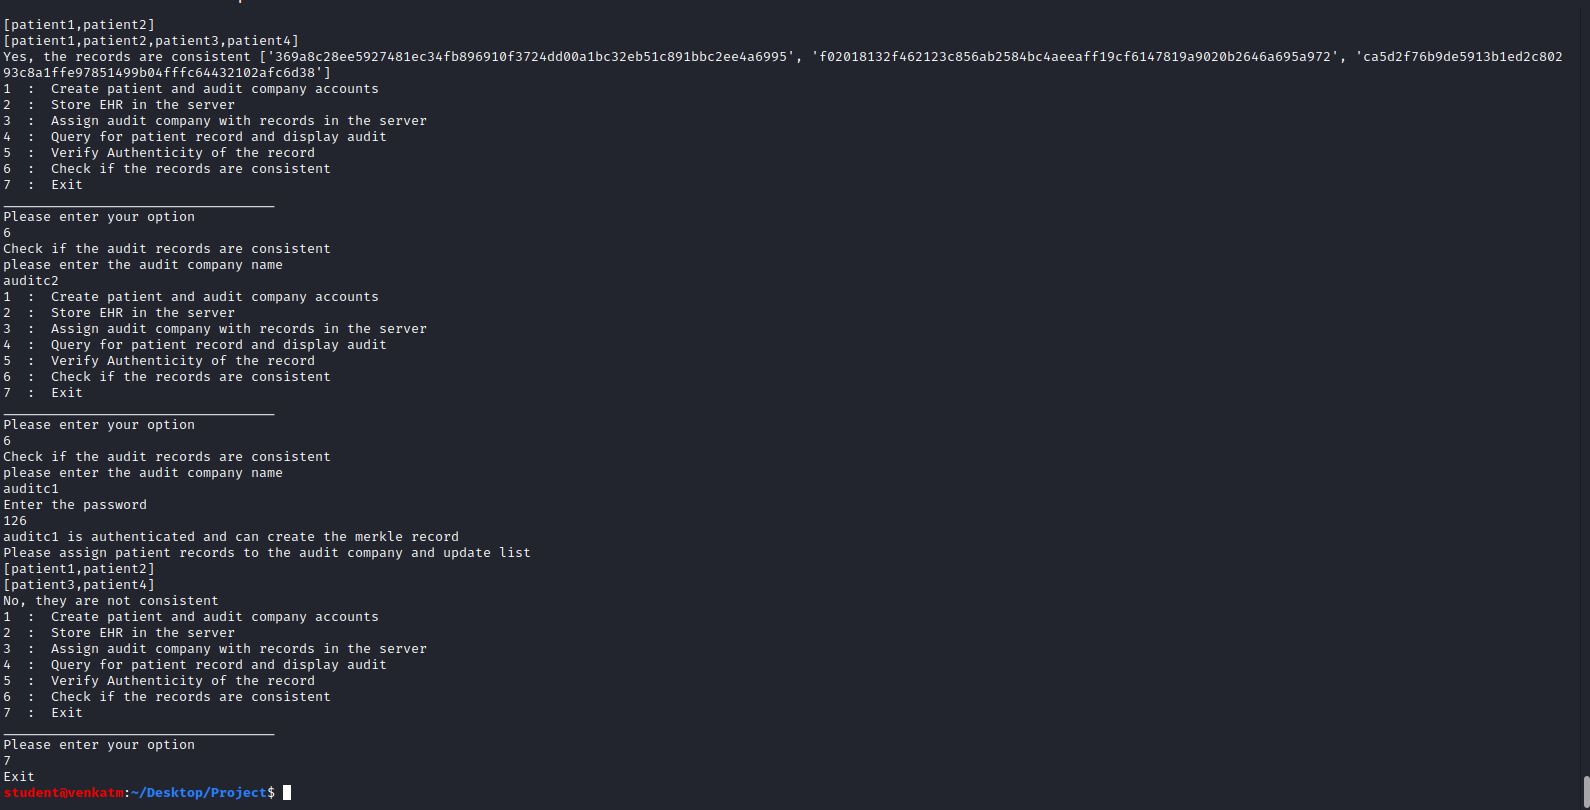 [patient1,patient2]
[patient1,patient2,patient3,patient4]
Yes, the records are consistent ['369a8c28ee5927481ec34fb896910f3724dd00a1bc32eb51c891bbc2ee4a6995', 'f02018132f462123c856ab2584bc4aeeaff19cf6147819a9020b2646a695a972', 'ca5d2f76b9de5913b1ed2c802
93c8a1ffe97851499b04fffc64432102afc6d38']
1  :  Create patient and audit company accounts
2  :  Store EHR in the server
3  :  Assign audit company with records in the server
4  :  Query for patient record and display audit
5  :  Verify Authenticity of the record
6  :  Check if the records are consistent
7  :  Exit
__________________________________
Please enter your option
6
Check if the audit records are consistent
please enter the audit company name
auditc2
1  :  Create patient and audit company accounts
2  :  Store EHR in the server
3  :  Assign audit company with records in the server
4  :  Query for patient record and display audit
5  :  Verify Authenticity of the record
6  :  Check if the records are consistent
7  :  Exit
__________________________________
Please enter your option
6
Check if the audit records are consistent
please enter the audit company name
auditc1
Enter the password
126
auditc1 is authenticated and can create the merkle record
Please assign patient records to the audit company and update list
[patient1,patient2]
[patient3,patient4]
No, they are not consistent
1  :  Create patient and audit company accounts
2  :  Store EHR in the server
3  :  Assign audit company with records in the server
4  :  Query for patient record and display audit
5  :  Verify Authenticity of the record
6  :  Check if the records are consistent
7  :  Exit
__________________________________
Please enter your option
7
Exit
student@venkatm:~/Desktop/Project$